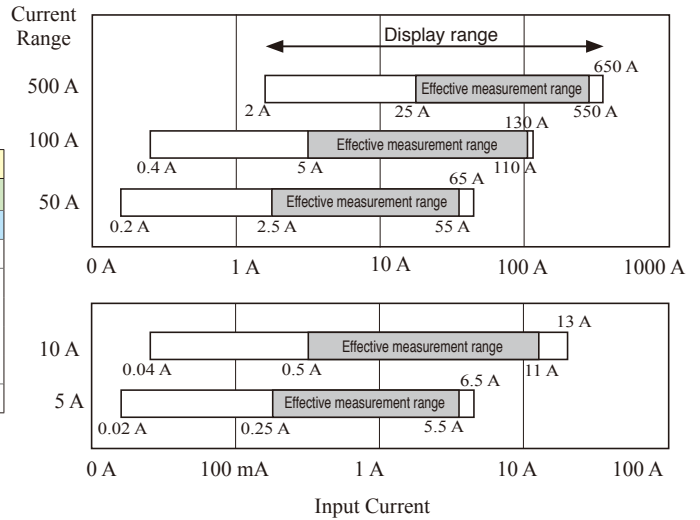 Current
Range
Display range
650 A
500 A
Effective measurement range
2 A
25 A
550 A
130 A
100 A
Effective measurement range
0.4 A
5 A
110 A
65 A
50 A
Effective measurement range
0.2 A
2.5 A
55 A
0 A
1 A
10 A
100 A
1000 A
13 A
10 A
Effective measurement range
0.04 A
0.5 A
11 A
6.5 A
5 A
Effective measurement range
0.02 A
0.25 A
5.5 A
0 A
100 mA
1 A
10 A
100 A
Input Current